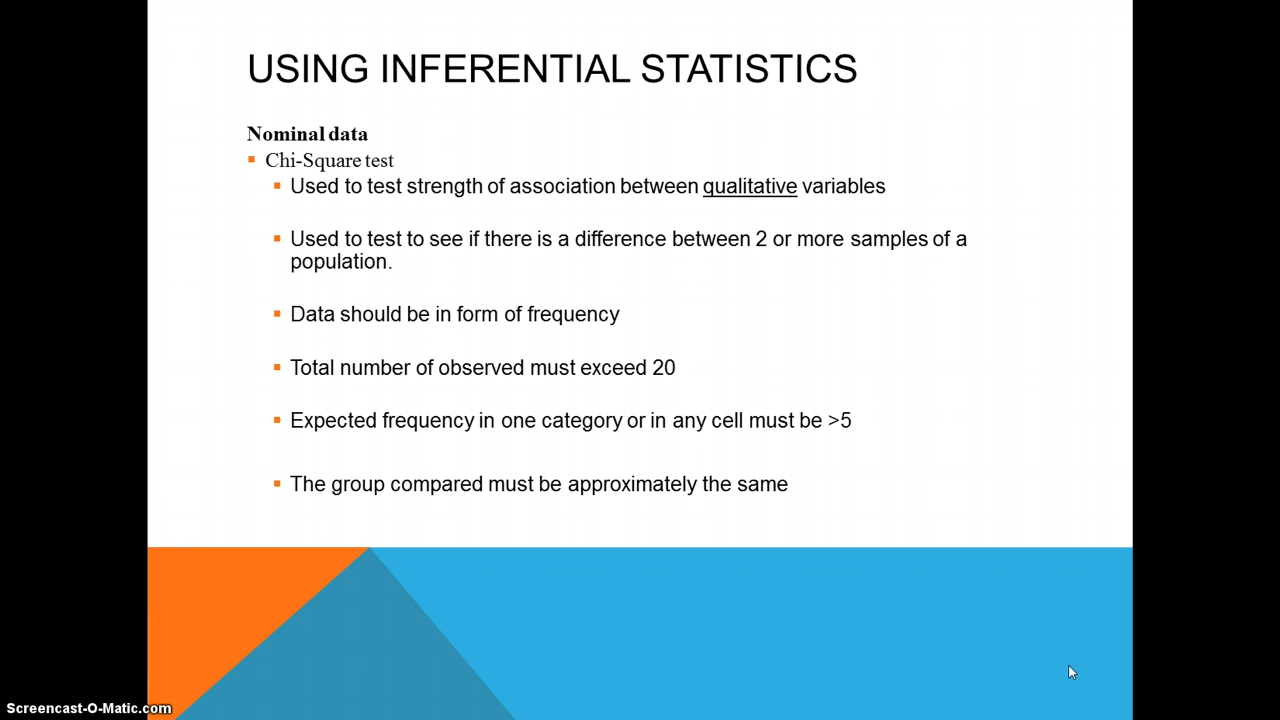 USING INFERENTIAL STATISTICS
Nominal data
Chi-Square test
Used to test strength of association between qualitative variables
Used to test to see if there is a difference between 2 or more samples of a
population.
Data should be in form of frequency
Total number of observed must exceed 20
Expected frequency in one category or in any cell must be >5
The group compared must be approximately the same
Screencast-O-Matic.com